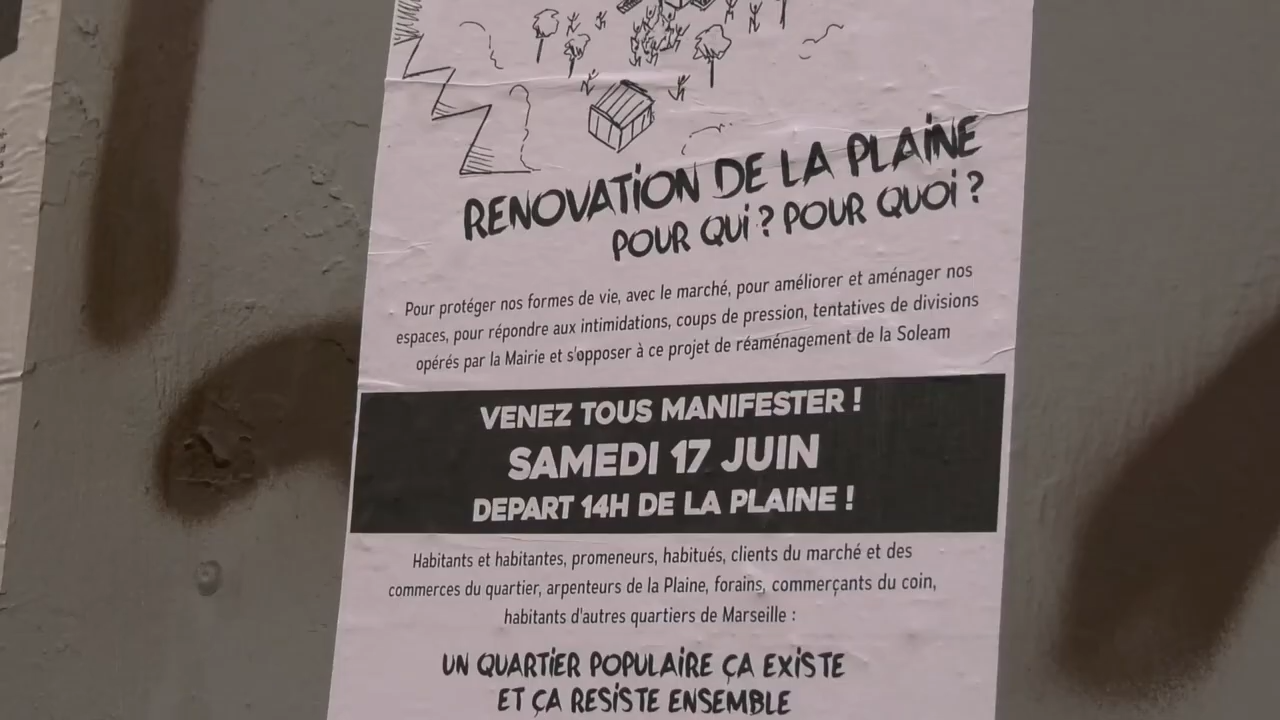 RENOVATION DE LA PLAINE
POUR QUI ? POUR QUOI ?
Pour protéger nos formes de vie, avec le marché, pour améliorer et aménager nos
espaces, pour répondre aux intimidations, coups de pression, tentatives de divisions
opérés par la Mairie et s'opposer à ce projet de réaménagement de la Soleam
VENEZ TOUS MANIFESTER !
SAMEDI 17 JUIN
DEPART 14H DE LA PLAINE !
Habitants et habitantes, promeneurs, habitués, clients du marché et des
commerces du quartier, arpenteurs de la Plaine, forains, commerçants du coin,
habitants d'autres quartiers de Marseille :
UN QUARTIER POPULAIRE ÇA EXISTE
ET ÇA RESISTE ENSEMBLE